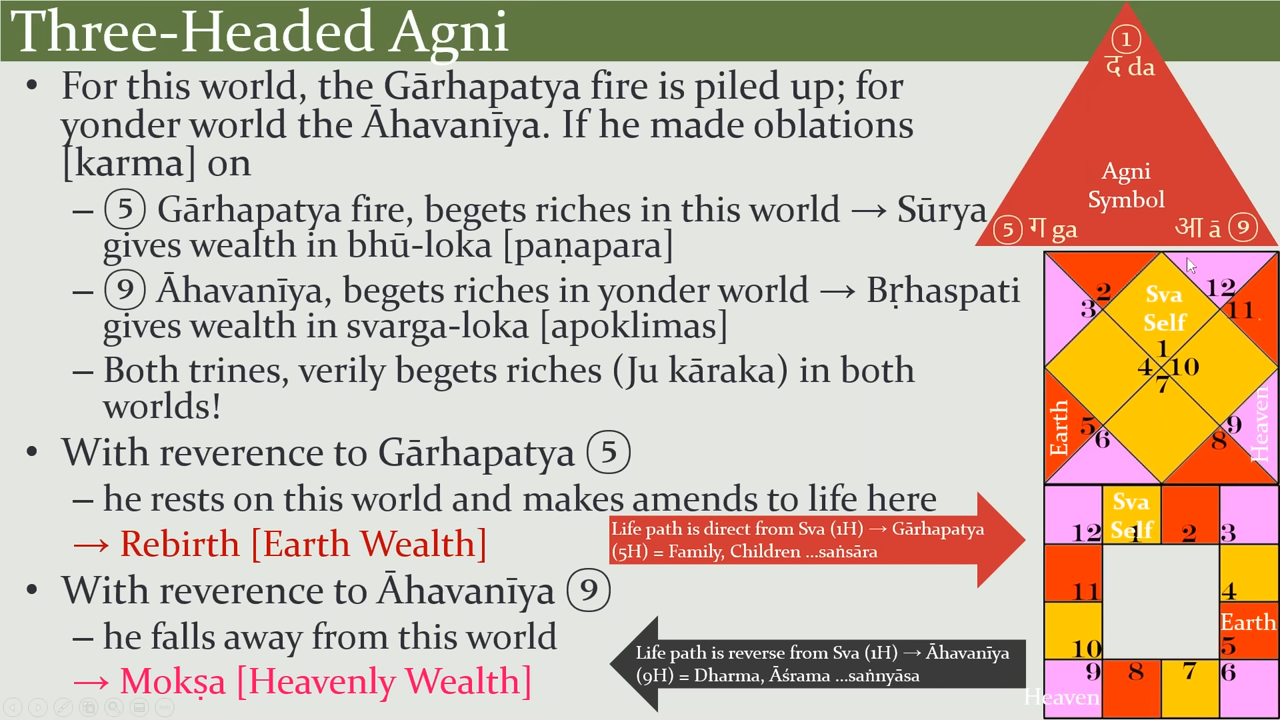 Three-Headed Agni
• For this world, the Gārhapatya fire is piled up; for
yonder world the Āhavanīya. If he made oblations
[karma] on
– ⑤ Gārhapatya fire, begets riches in this world → Sūrya
gives wealth in bhū-loka [paṇapara]
– ⑨ Āhavanīya, begets riches in yonder world → Bṛhaspati
gives wealth in svarga-loka [apoklimas]
– Both trines, verily begets riches (Ju kāraka) in both
worlds!
• With reverence to Gārhapatya ⑤
– he rests on this world and makes amends to life here
→ Rebirth [Earth Wealth]
• With reverence to Āhavanīya ⑨
– he falls away from this world
→ Mokṣa [Heavenly Wealth]
Life path is direct from Sva (1H) → Gārhapatya
(5H) = Family, Children ...saṅsāra
Life path is reverse from Sva (1H) → Āhavanīya
(9H) = Dharma, Āśrama ...saṅnyāsa
①
द da
Agni
Symbol
⑤ ग ga
आ ā ⑨
2
12
3
Sva
11
Self
1
4
10
7
Earth
5
9
Heaven
6
8
Sva
Self
12
1
2
3
11
4
Earth
10
5
9
8
7
6
Heaven